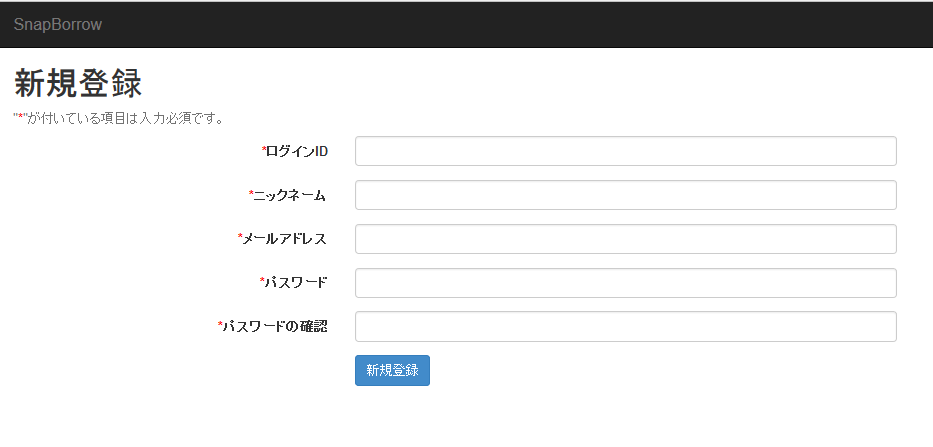 SnapBorrow
新規登録
"*"が付いている項目は入力必須です。
*ログインID
*ニックネーム
*メールアドレス
*パスワード
*パスワードの確認
新規登録